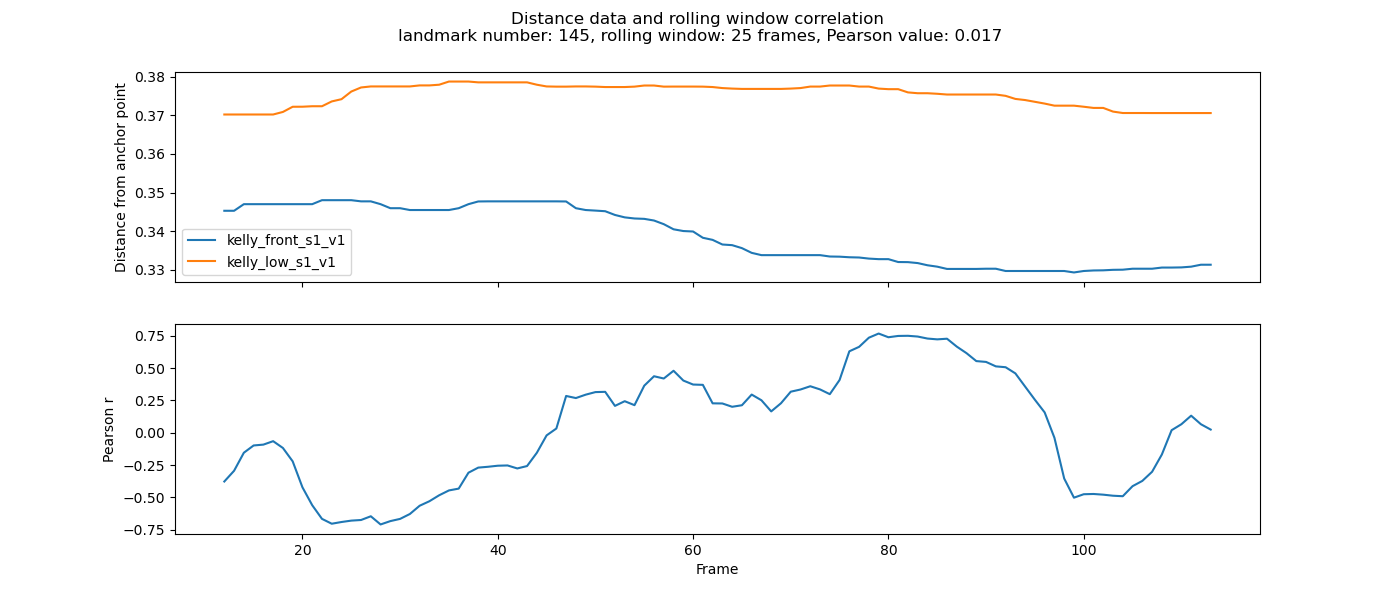 Distance data and rolling window correlation
landmark number: 145, rolling window: 25 frames, Pearson value: 0.017
0.38
0.37
0.36
0.35
0.34
0.33
Distance from anchor point
kelly_front_s1_v1
kelly_low_s1_v1
0.75
0.50
0.25
0.00
−0.25
−0.50
−0.75
Pearson r
20
40
60
80
100
Frame